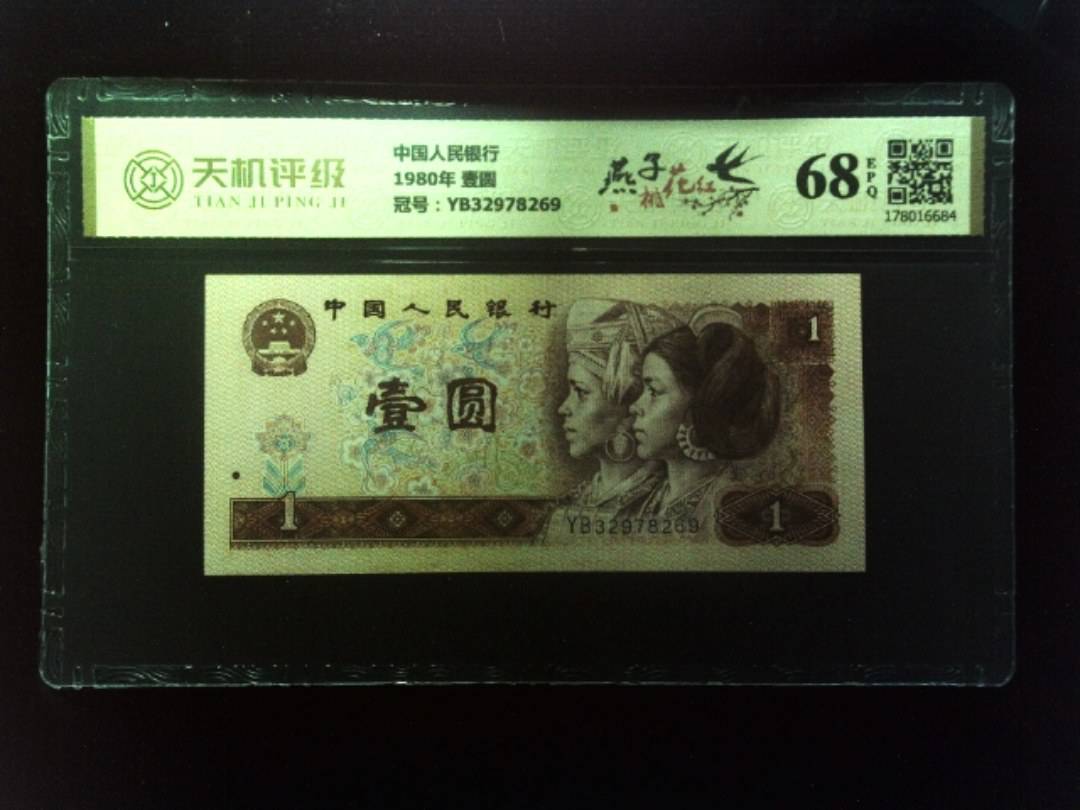 天机评级
TIAN JI PING JI
中国人民银行
1980年 壹圆
冠号：YB32978269
燕子
桃花红
68
EPQ
178016684
中国人民银行
1
壹圆
1
YB32978269
1